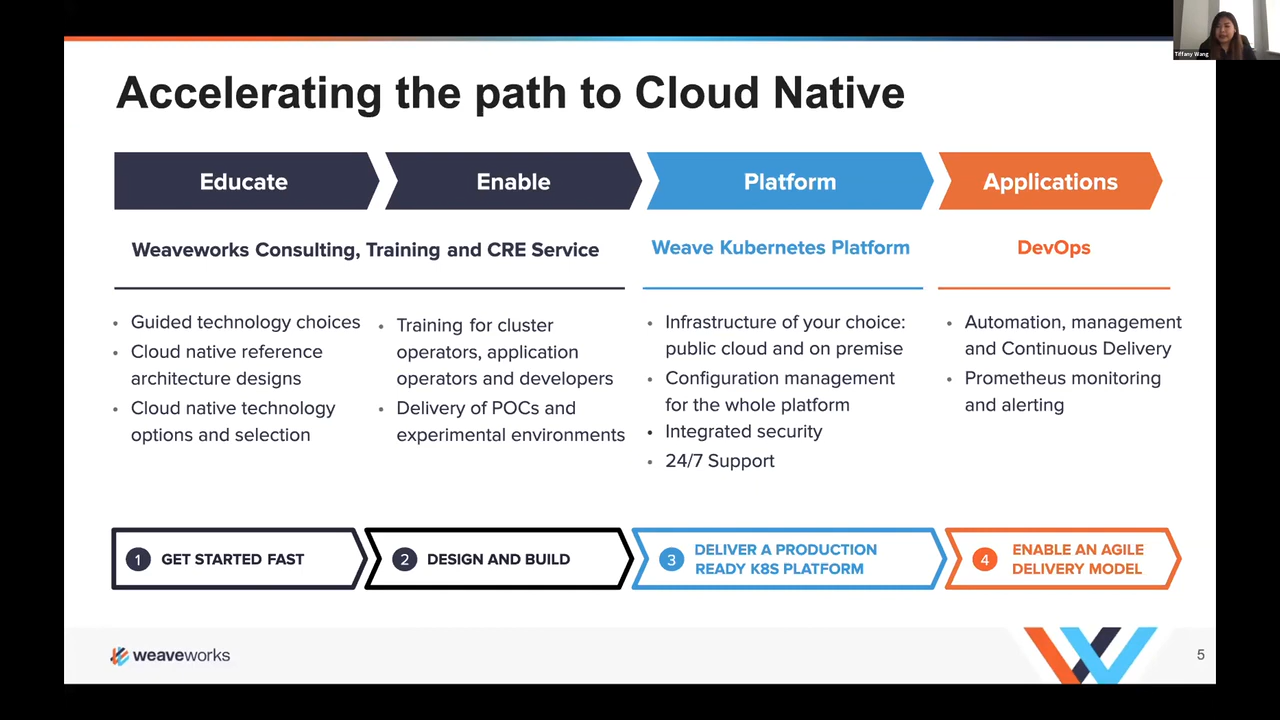 Tiffany Wang
Accelerating the path to Cloud Native
Educate
Enable
Platform
Applications
Weaveworks Consulting, Training and CRE Service
Weave Kubernetes Platform
DevOps
• Guided technology choices
• Cloud native reference
architecture designs
• Cloud native technology
options and selection
• Training for cluster
operators, application
operators and developers
• Delivery of POCs and
experimental environments
• Infrastructure of your choice:
public cloud and on premise
• Configuration management
for the whole platform
• Integrated security
• 24/7 Support
• Automation, management
and Continuous Delivery
• Prometheus monitoring
and alerting
1 GET STARTED FAST
2 DESIGN AND BUILD
3 DELIVER A PRODUCTION
READY K8S PLATFORM
4 ENABLE AN AGILE
DELIVERY MODEL
weaveworks
5